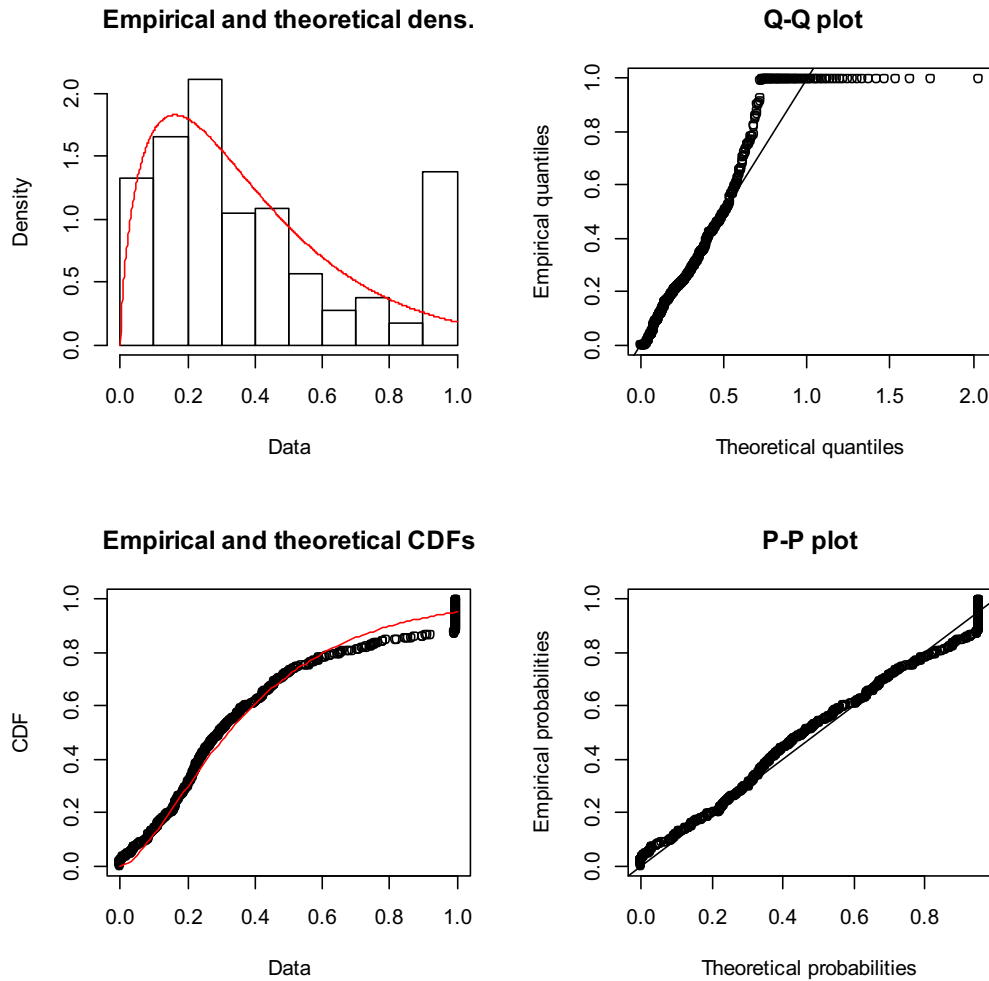 Empirical and theoretical dens.
Density
0.0 0.5 1.0 1.5 2.0
0.0 0.2 0.4 0.6 0.8 1.0
Data
Q-Q plot
Empirical quantiles
0.0 0.2 0.4 0.6 0.8 1.0
0.0 0.5 1.0 1.5 2.0
Theoretical quantiles
Empirical and theoretical CDFs
CDF
0.0 0.2 0.4 0.6 0.8 1.0
0.0 0.2 0.4 0.6 0.8 1.0
Data
P-P plot
Empirical probabilities
0.0 0.2 0.4 0.6 0.8 1.0
0.0 0.2 0.4 0.6 0.8
Theoretical probabilities